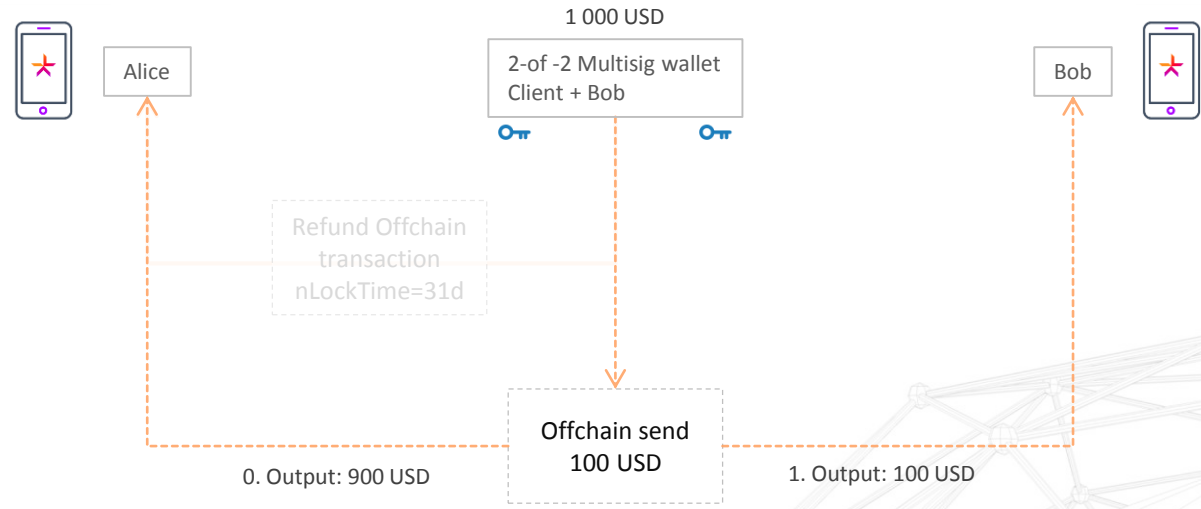 1 000 USD
Alice
2-of -2 Multisig wallet
Client + Bob
Bob
Refund Offchain
transaction
nLockTime=31d
Offchain send
100 USD
0. Output: 900 USD
1. Output: 100 USD